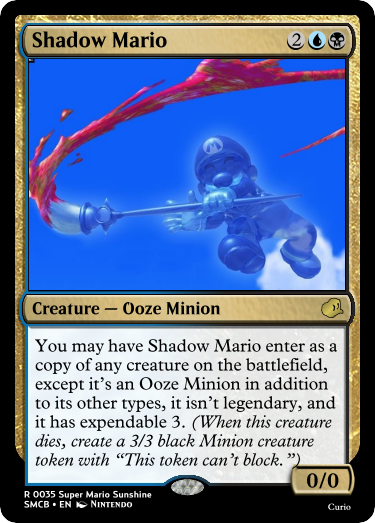 Shadow Mario 2
Creature — Ooze Minion
You may have Shadow Mario enter as a
copy of any creature on the battlefield,
except it's an Ooze Minion in addition
to its other types, it isn't legendary, and
it has expendable 3. (When this creature
dies, create a 3/3 black Minion creature
token with “This token can't block.”)
0/0
R 0035 Super Mario Sunshine
SMCB • EN Nintendo
Curio